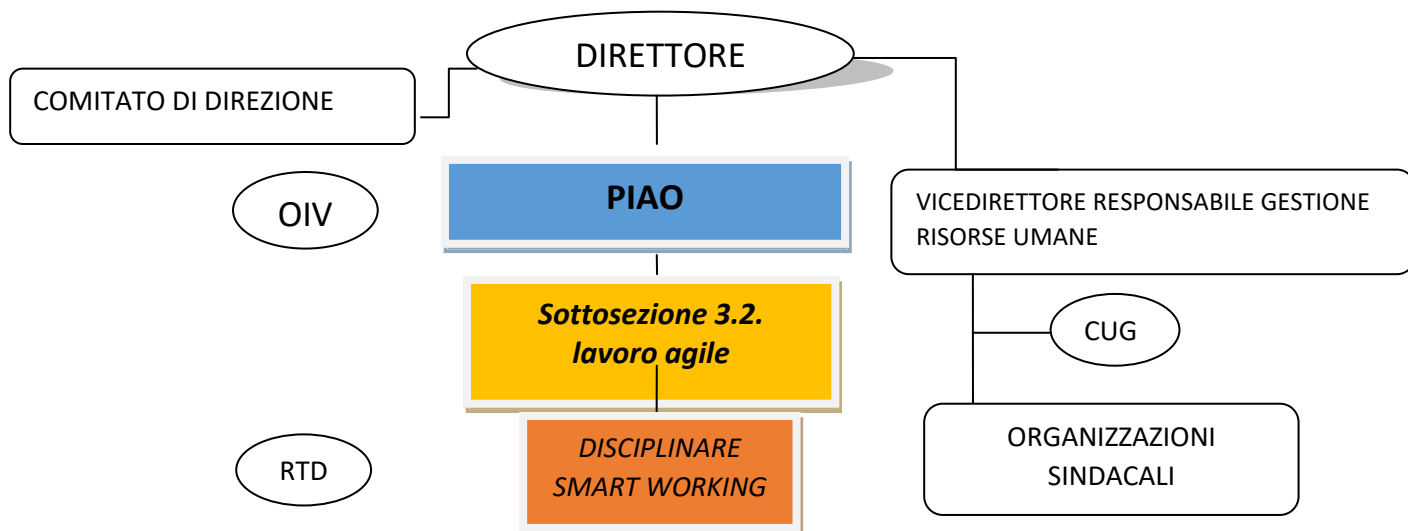 DIRETTORE
COMITATO DI DIREZIONE
PIAO
OIV
VICEDIRETTORE RESPONSABILE GESTIONE
RISORSE UMANE
Sottosezione 3.2.
lavoro agile
CUG
DISCIPLINARE
SMART WORKING
RTD
ORGANIZZAZIONI
SINDACALI